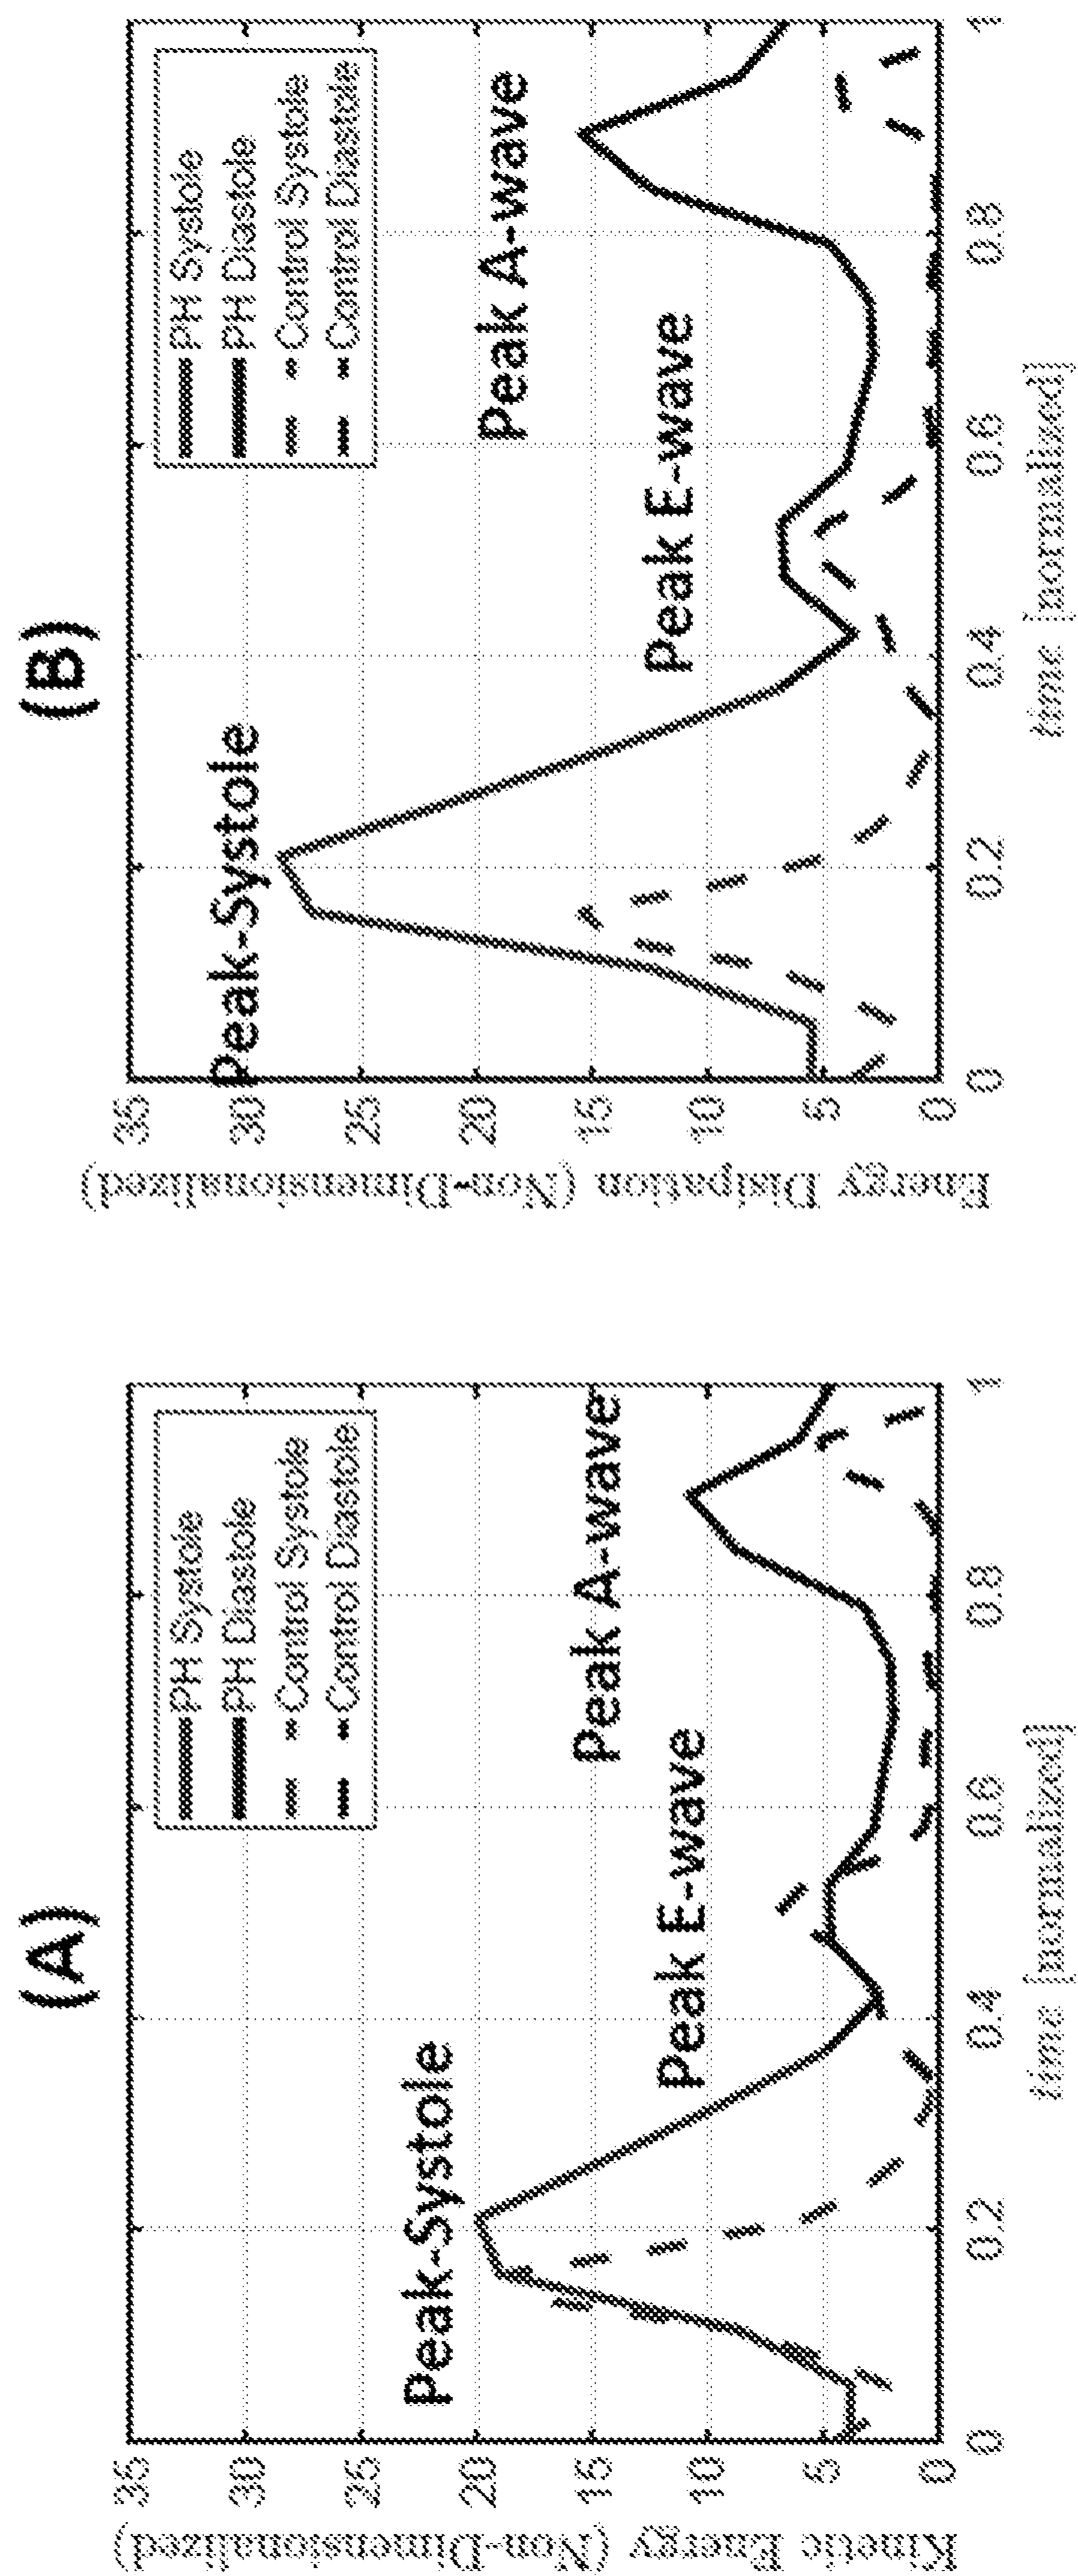 (A)
Kinetic Energy (Non-Dimensionalized)
35
30
25
20
15
10
5
0
PH Systole
PH Diastole
Control Systole
Control Diastole
Peak-Systole
Peak E-wave
Peak A-wave
0 0.2 0.4 0.6 0.8 1
time [normalized]
(B)
Energy Disipation (Non-Dimensionalized)
35
30
25
20
15
10
5
0
PH Systole
PH Diastole
Control Systole
Control Diastole
Peak-Systole
Peak E-wave
Peak A-wave
0 0.2 0.4 0.6 0.8 1
time [normalized]